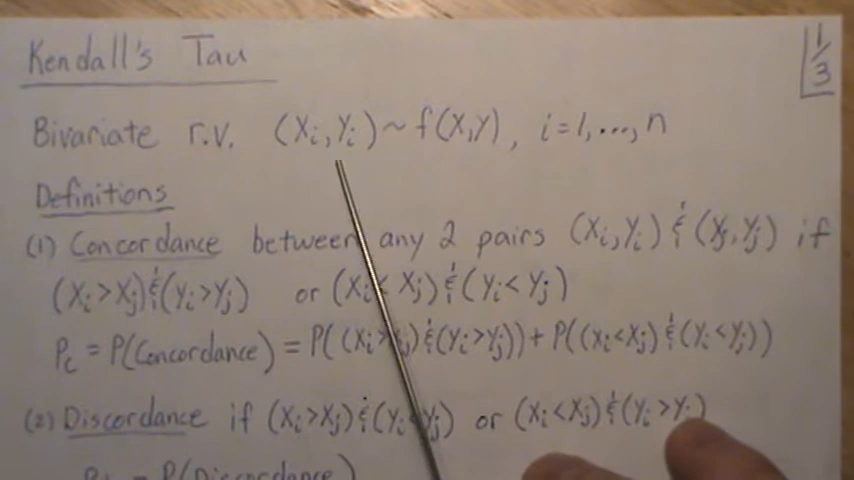 Kendall's Tau
1/3
Bivariate r.v. (Xi,Yi)~f(X,Y), i=1,...,n
Definitions
(1) Concordance between any 2 pairs (Xi,Yi) & (Xj,Yj) if
(Xi>Xj)&(Yi>Yj) or (Xi<Xj)&(Yi<Yj)
Pc = P(Concordance) = P((Xi>Xj)&(Yi>Yj)) + P((Xi<Xj)&(Yi<Yj))
(2) Discordance if (Xi>Xj)&(Yi<Yj) or (Xi<Xj)&(Yi>Yj)
= P(Discordance)